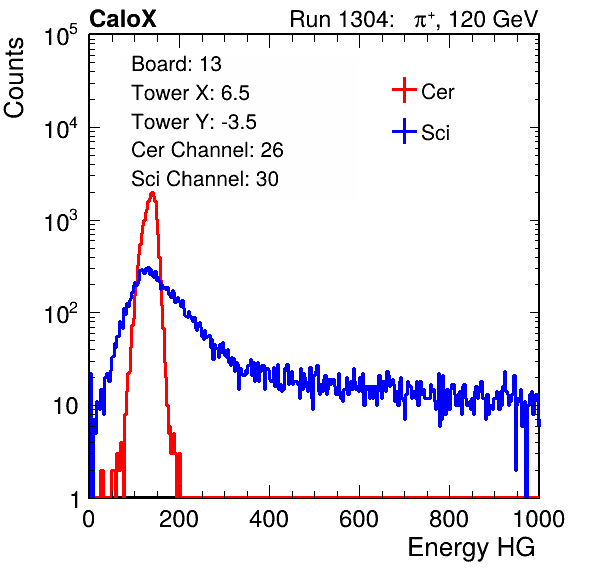 CaloX Run 1304: π⁺, 120 GeV
Board: 13
Tower X: 6.5
Tower Y: -3.5
Cer Channel: 26
Sci Channel: 30
Cer
Sci
Counts
10⁵
10⁴
10³
10²
10
1
0 200 400 600 800 1000
Energy HG